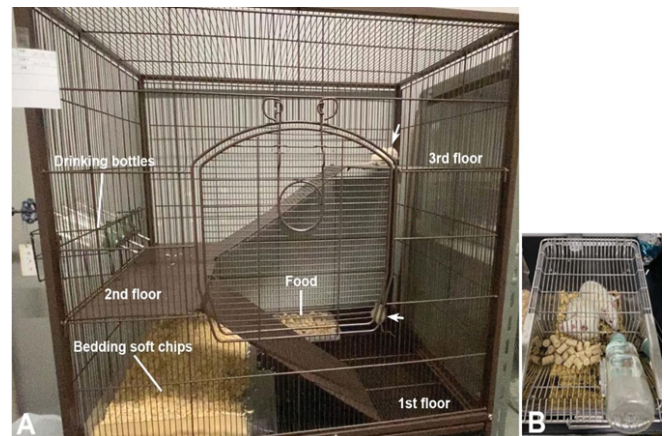 Drinking bottles
3rd floor
2nd floor
Food
Bedding soft chips
1st floor
A
B